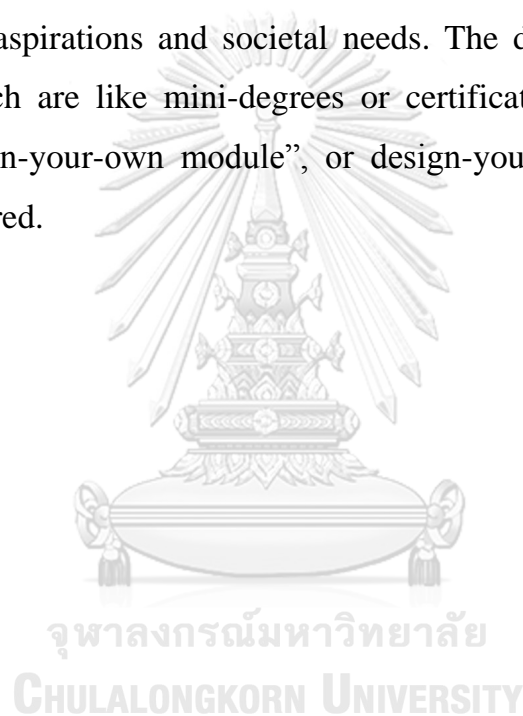 aspirations and societal needs. The d
ch are like mini-degrees or certificat
n-your-own module”, or design-you
red.
จุฬาลงกรณ์มหาวิทยาลัย
CHULALONGKORN UNIVERSITY